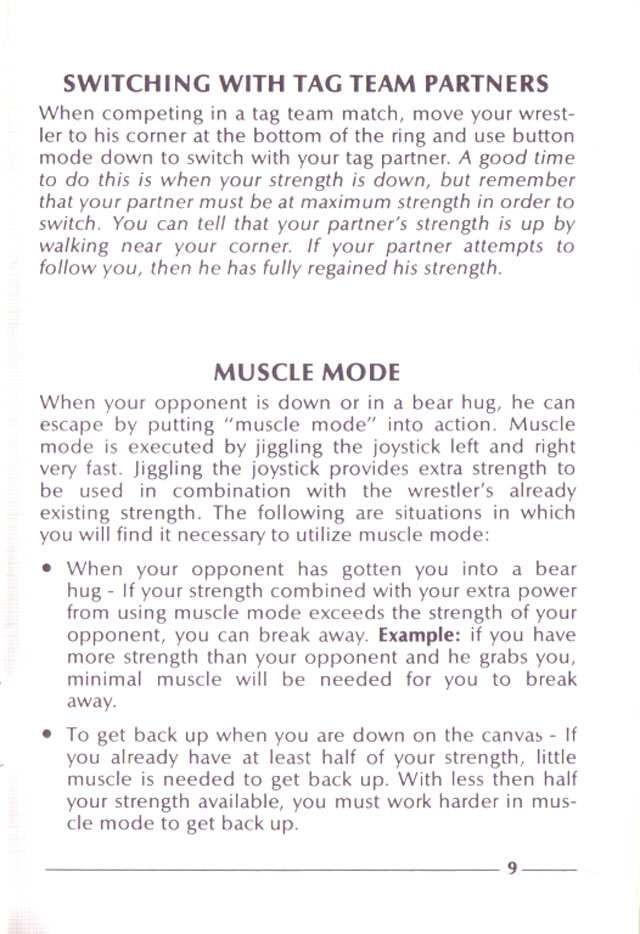 SWITCHING WITH TAG TEAM PARTNERS
When competing in a tag team match, move your wrest-
ler to his corner at the bottom of the ring and use button
mode down to switch with your tag partner. A good time
to do this is when your strength is down, but remember
that your partner must be at maximum strength in order to
switch. You can tell that your partner's strength is up by
walking near your corner. If your partner attempts to
follow you, then he has fully regained his strength.
MUSCLE MODE
When your opponent is down or in a bear hug, he can
escape by putting "muscle mode" into action. Muscle
mode is executed by jiggling the joystick left and right
very fast. Jiggling the joystick provides extra strength to
be used in combination with the wrestler's already
existing strength. The following are situations in which
you will find it necessary to utilize muscle mode:
• When your opponent has gotten you into a bear
hug - If your strength combined with your extra power
from using muscle mode exceeds the strength of your
opponent, you can break away. Example: if you have
more strength than your opponent and he grabs you,
minimal muscle will be needed for you to break
away.
• To get back up when you are down on the canvas - If
you already have at least half of your strength, little
muscle is needed to get back up. With less then half
your strength available, you must work harder in mus-
cle mode to get back up.
9